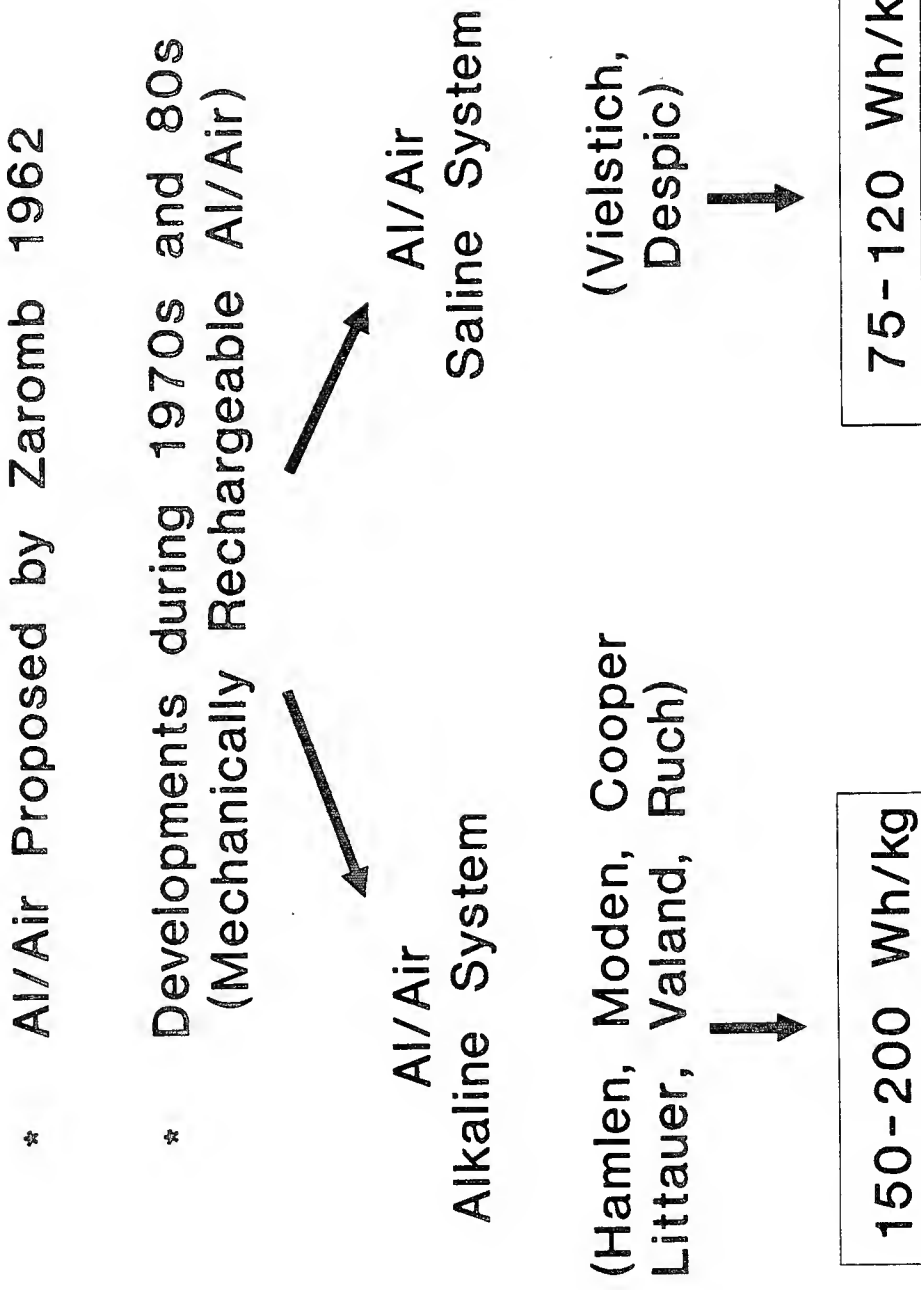 * Al/Air Proposed by Zaromb 1962
* Developments during 1970s and 80s
(Mechanically Rechargeable Al/Air)
Al/Air
Alkaline System
(Hamlen, Moden, Cooper
Littauer, Valand, Ruch)
150-200 Wh/kg
Al/Air
Saline System
(Vielstich,
Despic)
75-120 Wh/k